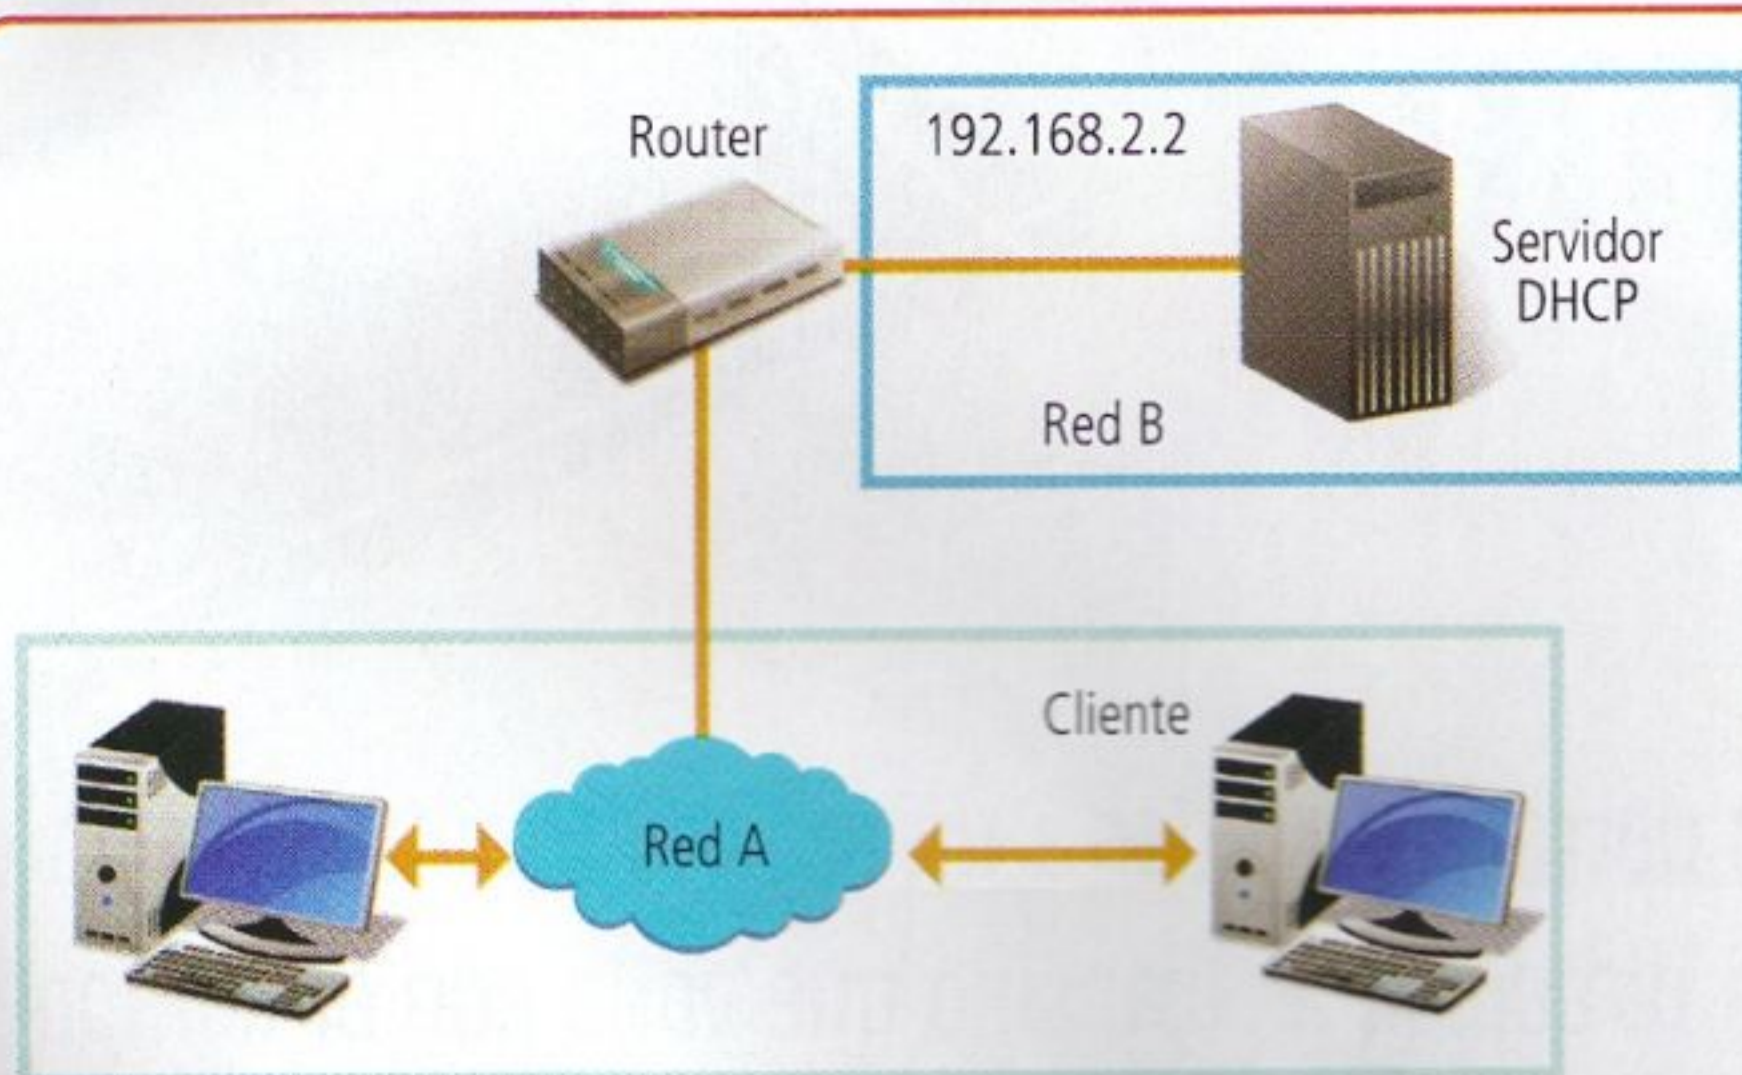 Router
192.168.2.2
Servidor
DHCP
Red B
Cliente
Red A